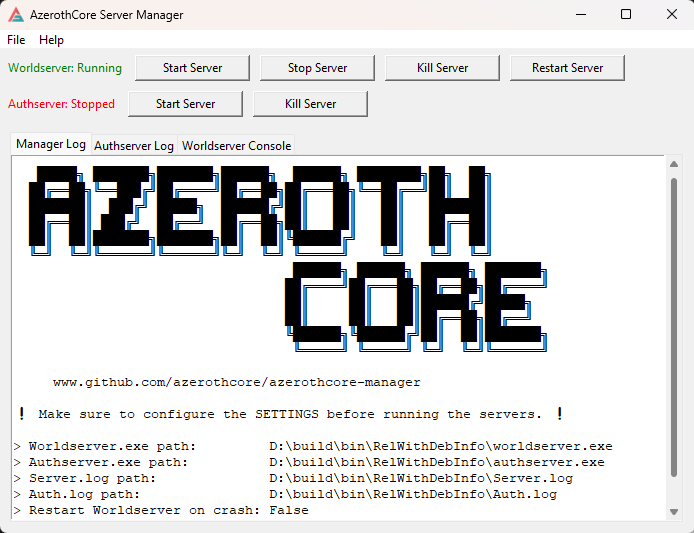 AzerothCore Server Manager
File Help
Worldserver: Running Start Server Stop Server Kill Server Restart Server
Authserver: Stopped Start Server Kill Server
Manager Log Authserver Log Worldserver Console
AZEROTH
CORE
www.github.com/azerothcore/azerothcore-manager
! Make sure to configure the SETTINGS before running the servers. !
> Worldserver.exe path: D:\build\bin\RelWithDebInfo\worldserver.exe
> Authserver.exe path: D:\build\bin\RelWithDebInfo\authserver.exe
> Server.log path: D:\build\bin\RelWithDebInfo\Server.log
> Auth.log path: D:\build\bin\RelWithDebInfo\Auth.log
> Restart Worldserver on crash: False